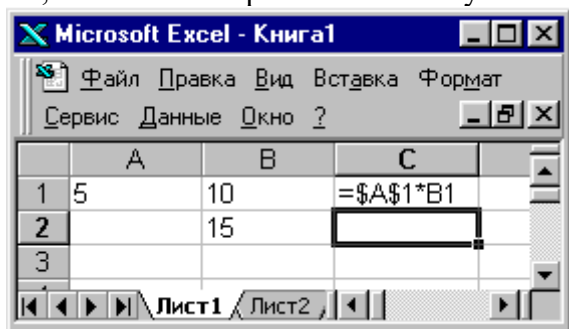 Microsoft Excel - Книга1
Файл Правка Вид Вставка Формат
Сервис Данные Окно ?
A B C
1 5 10 =$A$1*B1
2 15
3
Лист1 Лист2